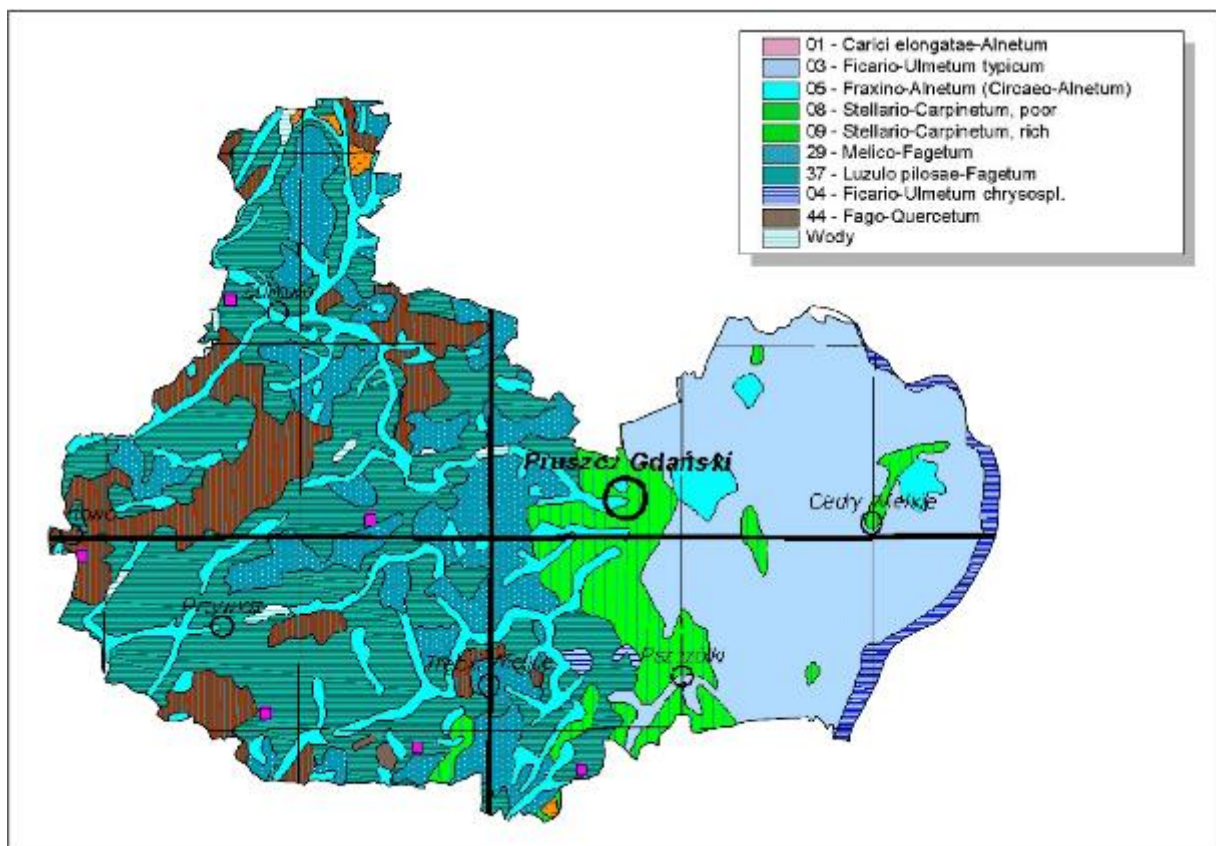 01 - Carici elongatae-Alnetum
03 - Ficario-Ulmetum typicum
05 - Fraxino-Alnetum (Circaeo-Alnetum)
08 - Stellario-Carpinetum, poor
09 - Stellario-Carpinetum, rich
29 - Melico-Fagetum
37 - Luzulo pilosae-Fagetum
04 - Ficario-Ulmetum chrysospl.
44 - Fago-Quercetum
Wody
Pruszcz Gdański
Cedry
Pszczółki